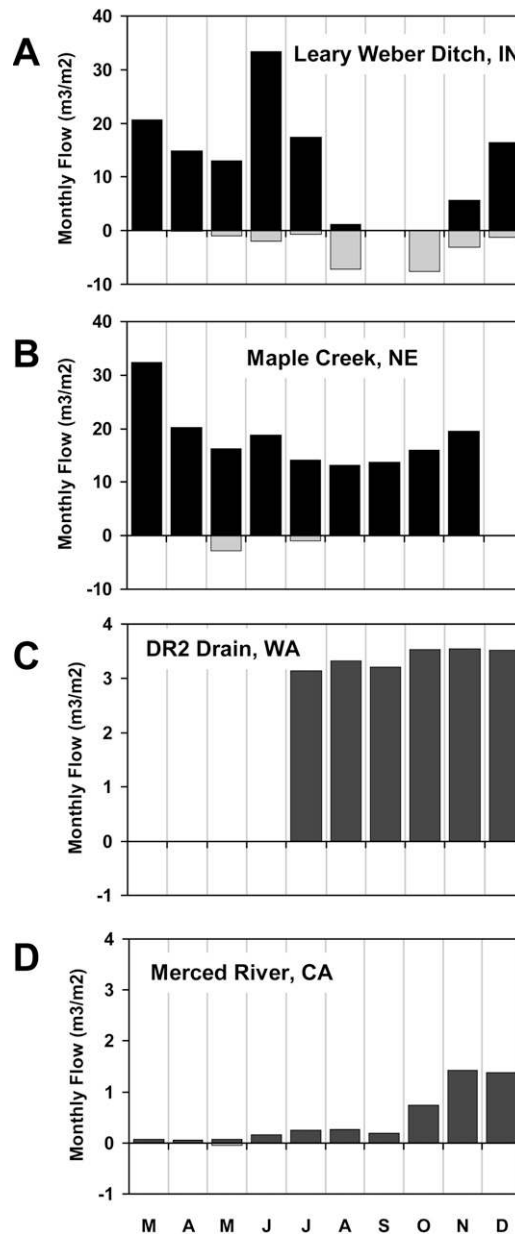 A
Leary Weber Ditch, IN
Monthly Flow (m3/m2)
40
30
20
10
0
-10
B
Maple Creek, NE
Monthly Flow (m3/m2)
40
30
20
10
0
-10
C
DR2 Drain, WA
Monthly Flow (m3/m2)
4
3
2
1
0
-1
D
Merced River, CA
Monthly Flow (m3/m2)
4
3
2
1
0
-1
M A M J J A S O N D